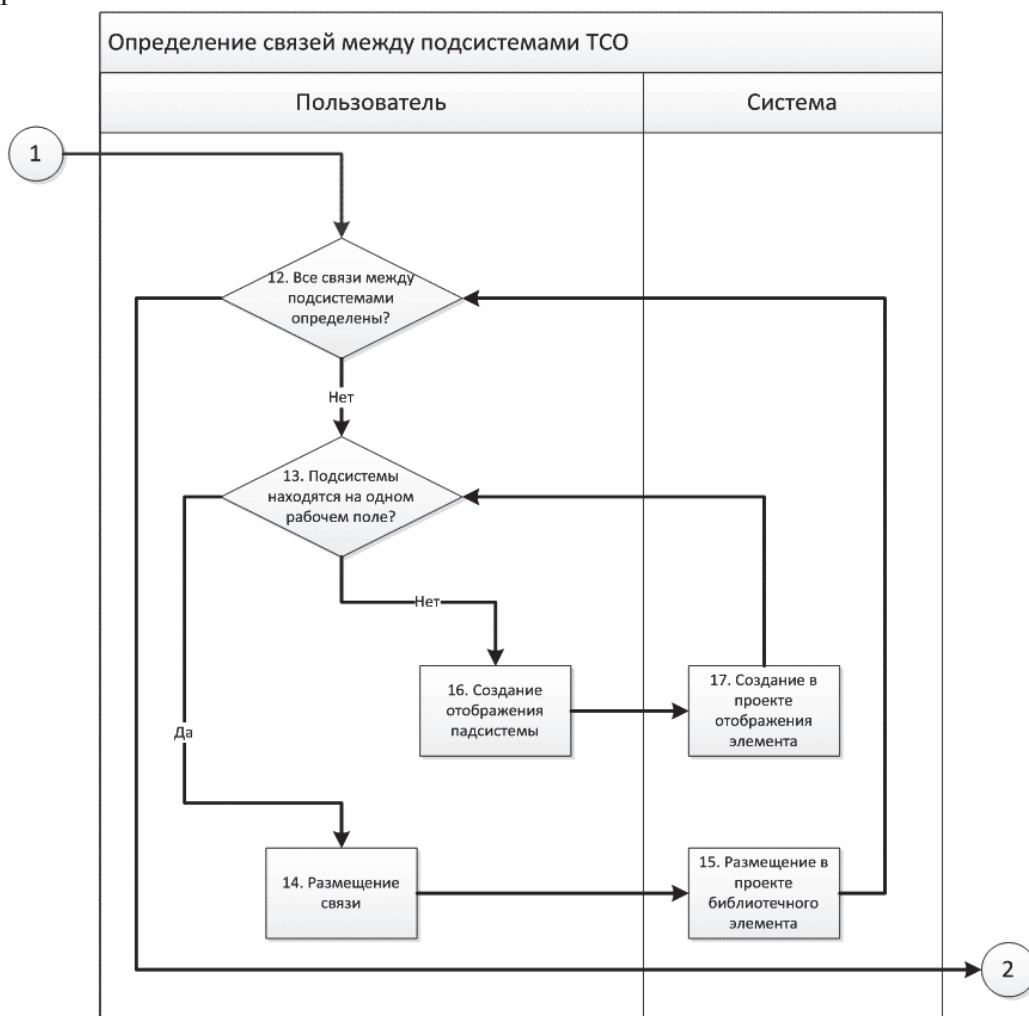 Определение связей между подсистемами ТСО
Пользователь
Система
1
12. Все связи между
подсистемами
определены?
Нет
13. Подсистемы
находятся на одном
рабочем поле?
Нет
16. Создание
отображения
падсистемы
17. Создание в
проекте
отображения
элемента
Да
14. Размещение
связи
15. Размещение в
проекте
библиотечного
элемента
2